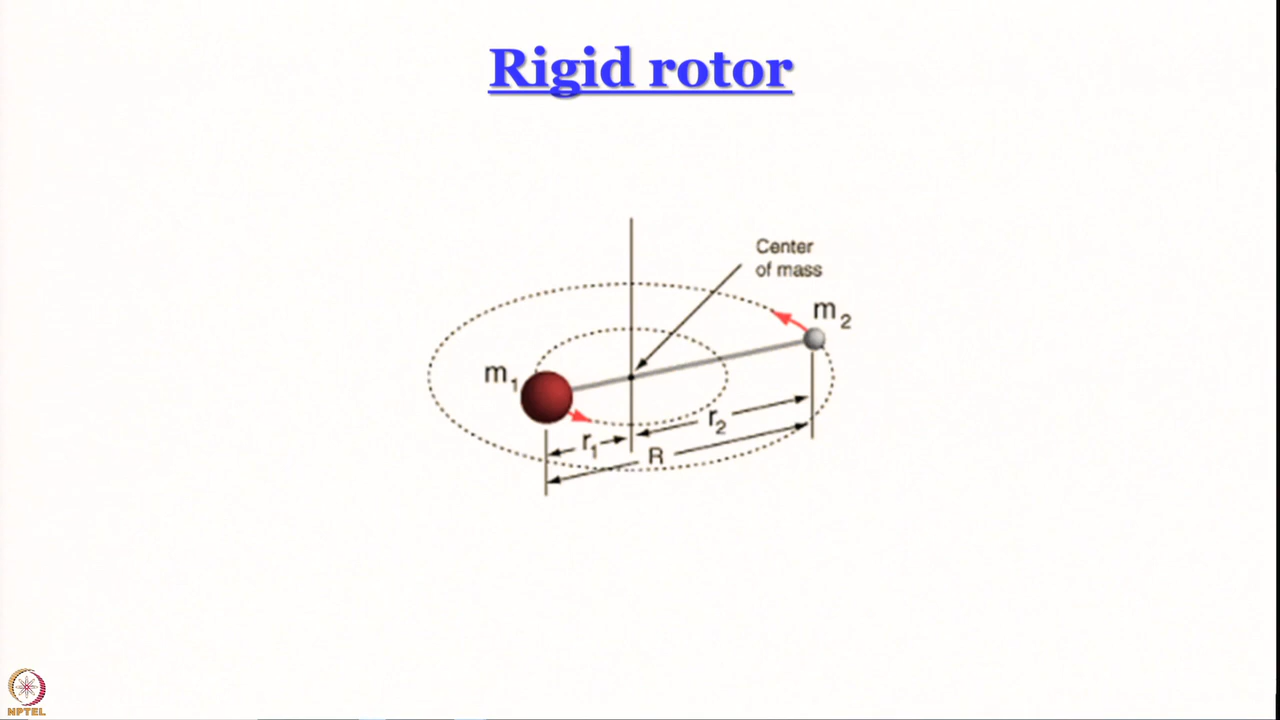 Rigid rotor
Center
of mass
m2
m1
r2
r1
R
NPTEL